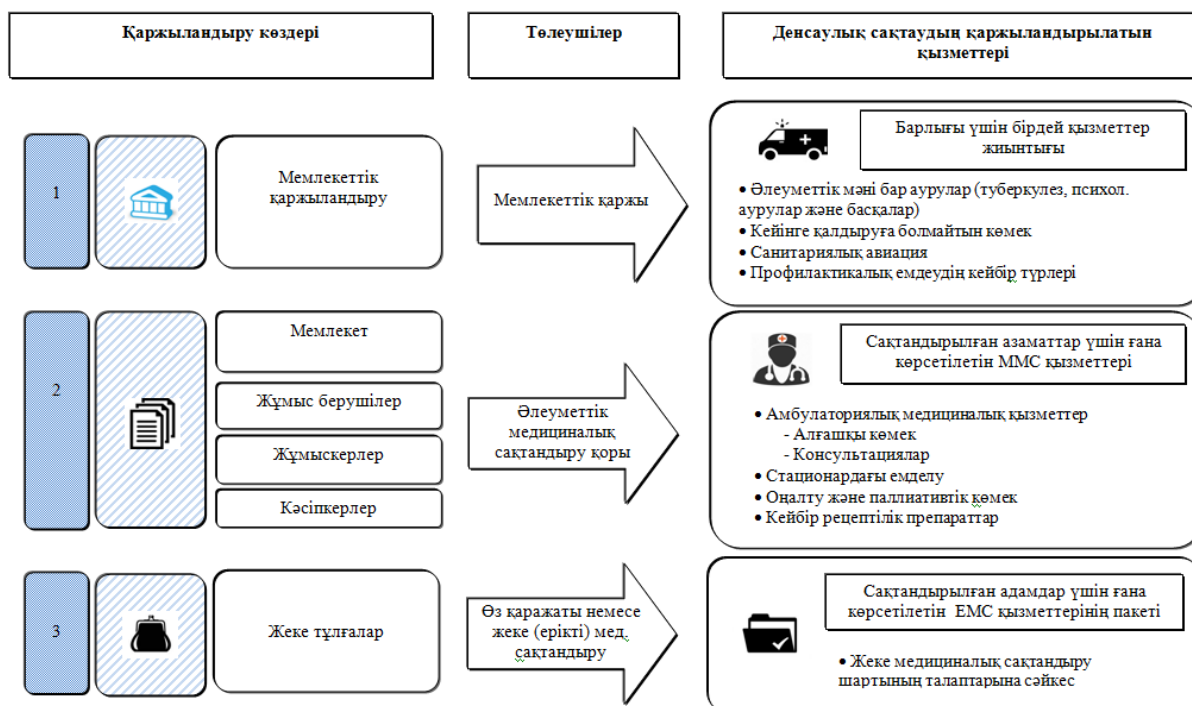 Қаржыландыру көздері
Төлеушілер
Денсаулық сақтаудың қаржыландырылатын
қызметтері
1
Мемлекеттік
қаржыландыру
Мемлекеттік қаржы
Барлығы үшін бірдей қызметтер
жиынтығы
• Әлеуметтік мәні бар аурулар (туберкулез, психол.
аурулар және басқалар)
• Кейінге қалдыруға болмайтын көмек
• Санитариялық авиация
• Профилактикалық емдеудің кейбір түрлері
2
Мемлекет
Жұмыс берушілер
Жұмыскерлер
Кәсіпкерлер
Әлеуметтік
медициналық
сақтандыру қоры
Сақтандырылған азаматтар үшін ғана
көрсетілетін ММС қызметтері
• Амбулаториялық медициналық қызметтер
- Алғашқы көмек
- Консультациялар
• Стационардағы емделу
• Оңалту және паллиативтік көмек
• Кейбір рецептілік препараттар
3
Жеке тұлғалар
Өз қаражаты немесе
жеке (ерікті) мед.
сақтандыру
Сақтандырылған адамдар үшін ғана
көрсетілетін ЕМС қызметтерінің пакеті
• Жеке медициналық сақтандыру
шартының талаптарына сәйкес